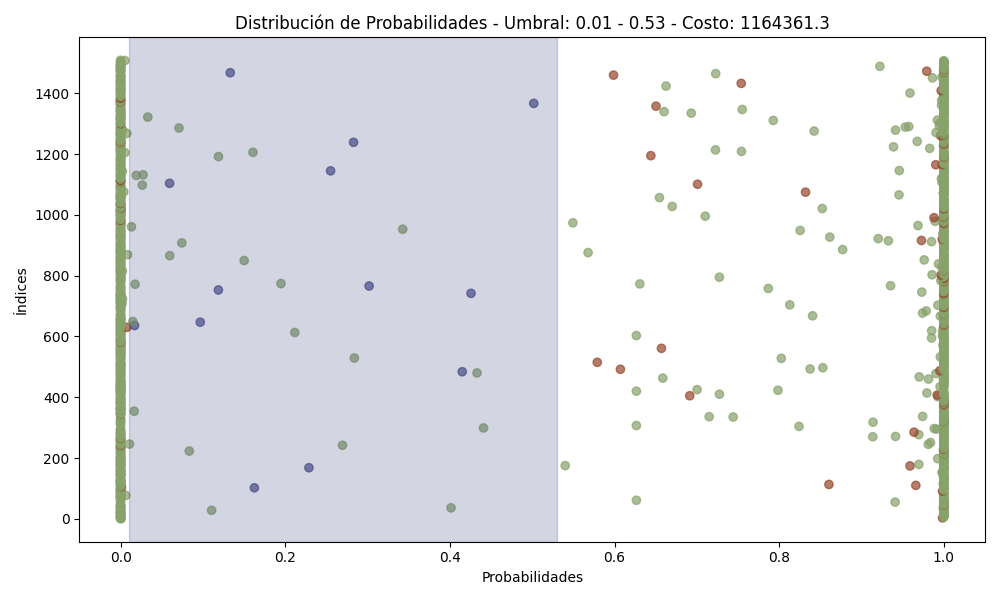 Distribución de Probabilidades - Umbral: 0.01 - 0.53 - Costo: 1164361.3
Índices
1400
1200
1000
800
600
400
200
0
0.0 0.2 0.4 0.6 0.8 1.0
Probabilidades